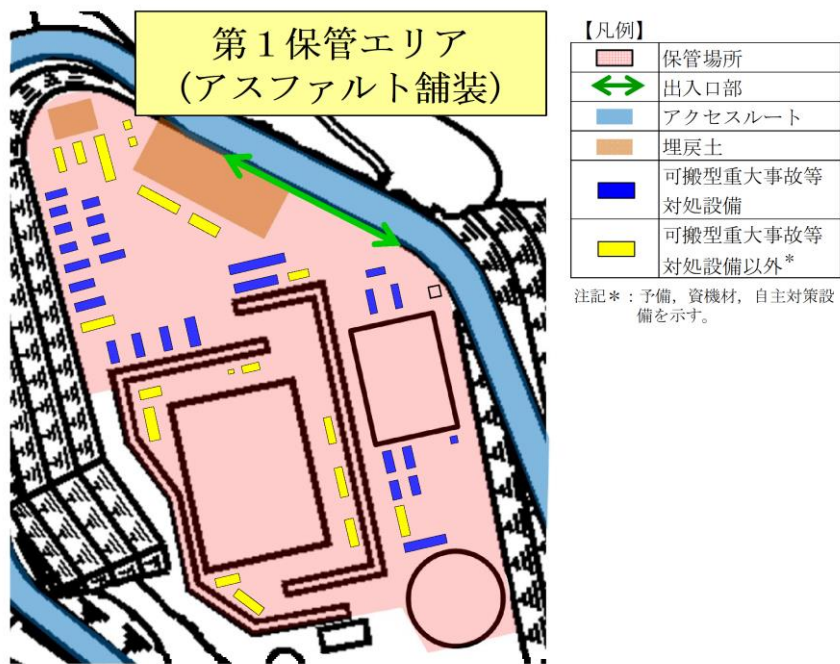 第１保管エリア
(アスファルト舗装)
【凡例】
保管場所
出入口部
アクセスルート
埋戻土
可搬型重大事故等
対処設備
可搬型重大事故等
対処設備以外*
注記＊：予備，資機材，自主対策設
備を示す。